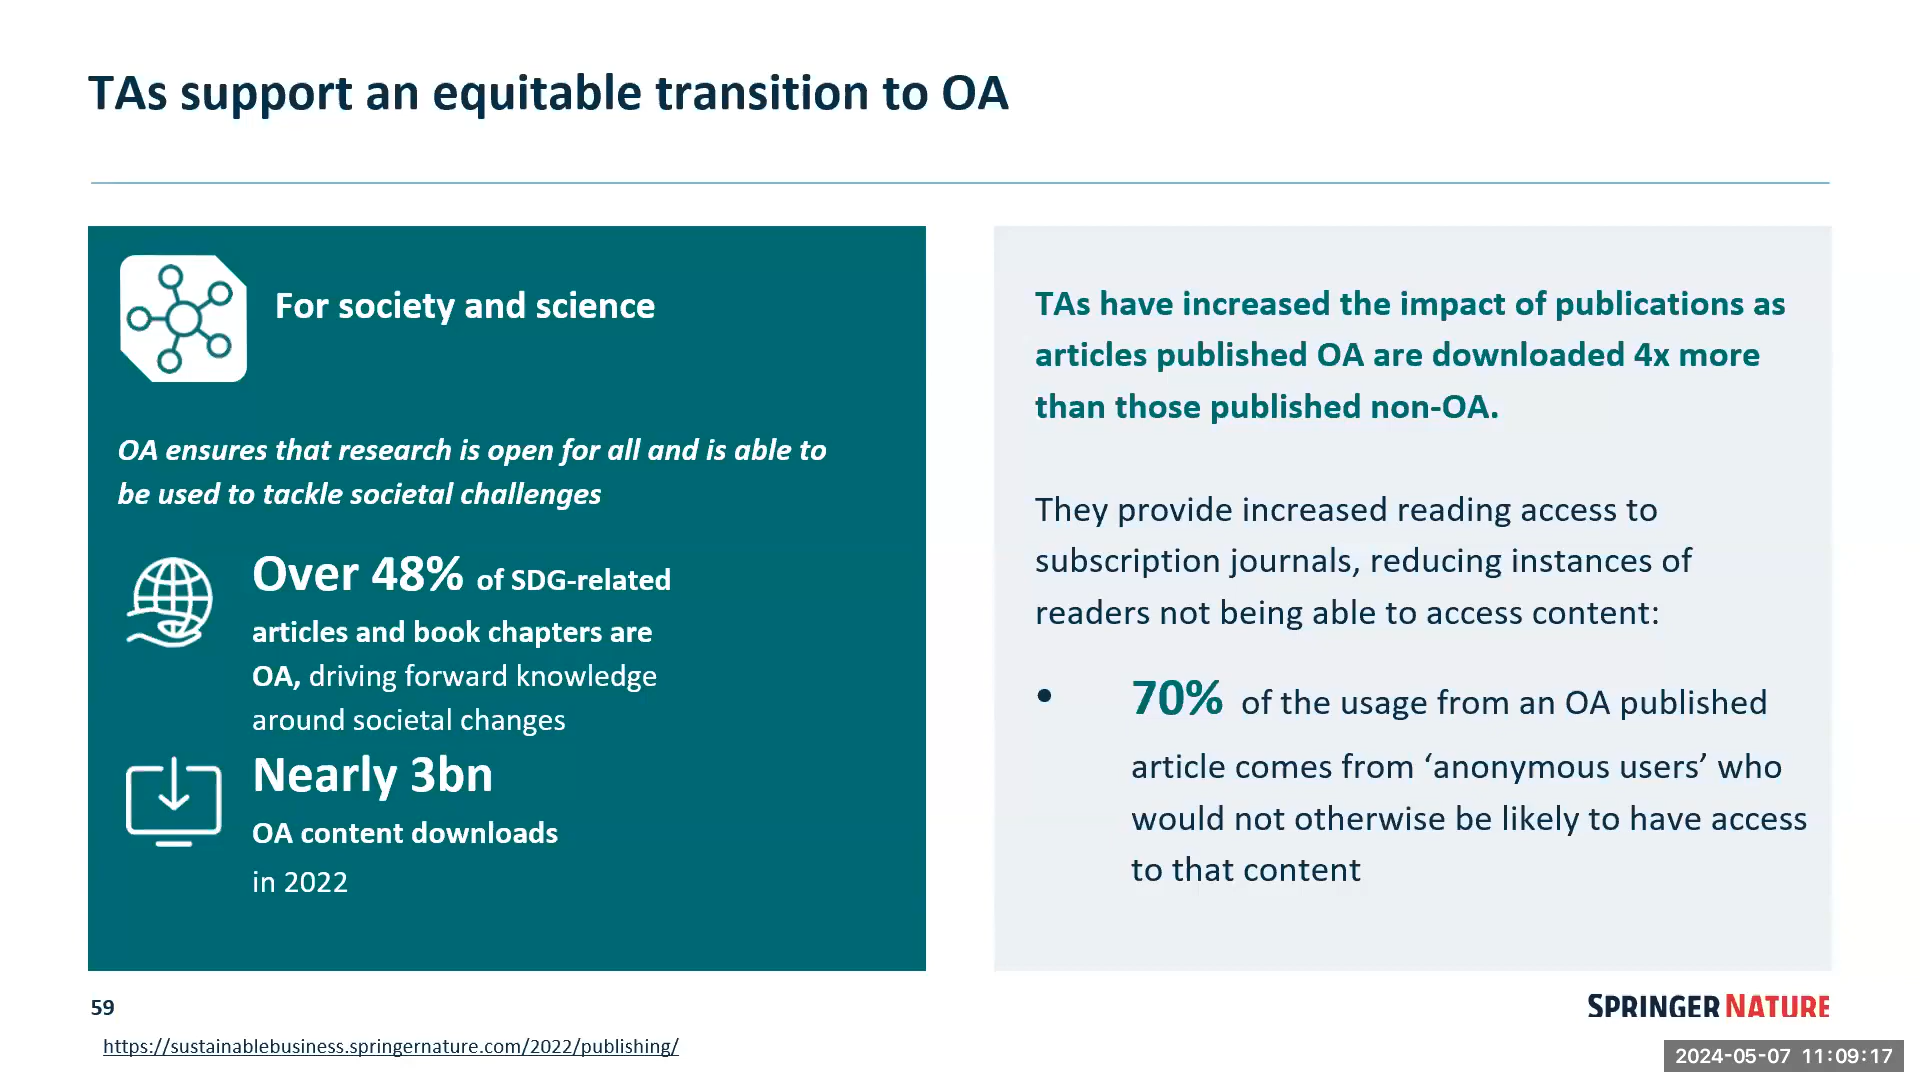 TAs support an equitable transition to OA
For society and science
OA ensures that research is open for all and is able to
be used to tackle societal challenges
Over 48% of SDG-related
articles and book chapters are
OA, driving forward knowledge
around societal changes
Nearly 3bn
OA content downloads
in 2022
TAs have increased the impact of publications as
articles published OA are downloaded 4x more
than those published non-OA.
They provide increased reading access to
subscription journals, reducing instances of
readers not being able to access content:
• 70% of the usage from an OA published
article comes from ‘anonymous users’ who
would not otherwise be likely to have access
to that content
59
SPRINGER NATURE
https://sustainablebusiness.springernature.com/2022/publishing/
2024-05-07 11:09:17